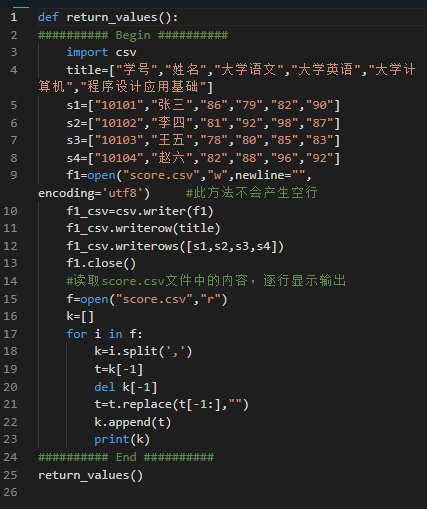 1 def return_values():
2 ########## Begin ##########
3 import csv
4 title=["学号","姓名","大学语文","大学英语","大学计
算机","程序设计应用基础"]
5 s1=["10101","张三","86","79","82","90"]
6 s2=["10102","李四","81","92","98","87"]
7 s3=["10103","王五","78","80","85","83"]
8 s4=["10104","赵六","82","88","96","92"]
9 f1=open("score.csv","w",newline="",
encoding='utf8') #此方法不会产生空行
10 f1_csv=csv.writer(f1)
11 f1_csv.writerow(title)
12 f1_csv.writerows([s1,s2,s3,s4])
13 f1.close()
14 #读取score.csv文件中的内容，逐行显示输出
15 f=open("score.csv","r")
16 k=[]
17 for i in f:
18 k=i.split(',')
19 t=k[-1]
20 del k[-1]
21 t=t.replace(t[-1:],"")
22 k.append(t)
23 print(k)
24 ########## End ##########
25 return_values()
26